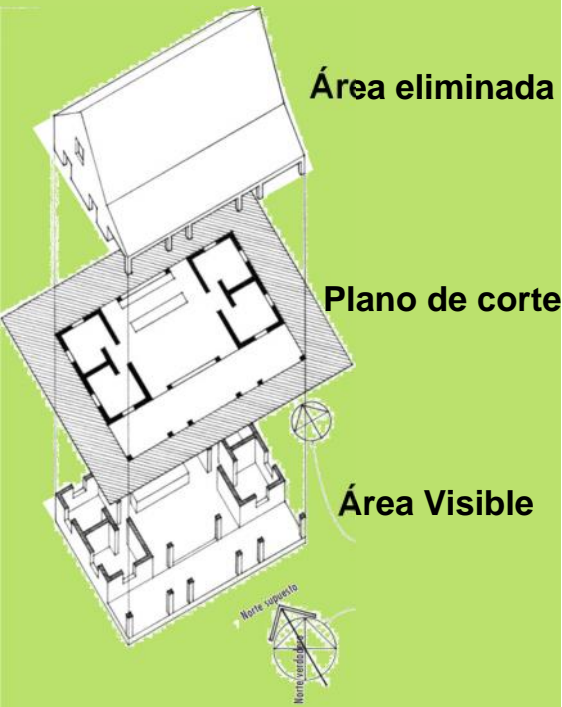 Área eliminada
Plano de corte
Área Visible
Norte supuesto
Norte verdadero